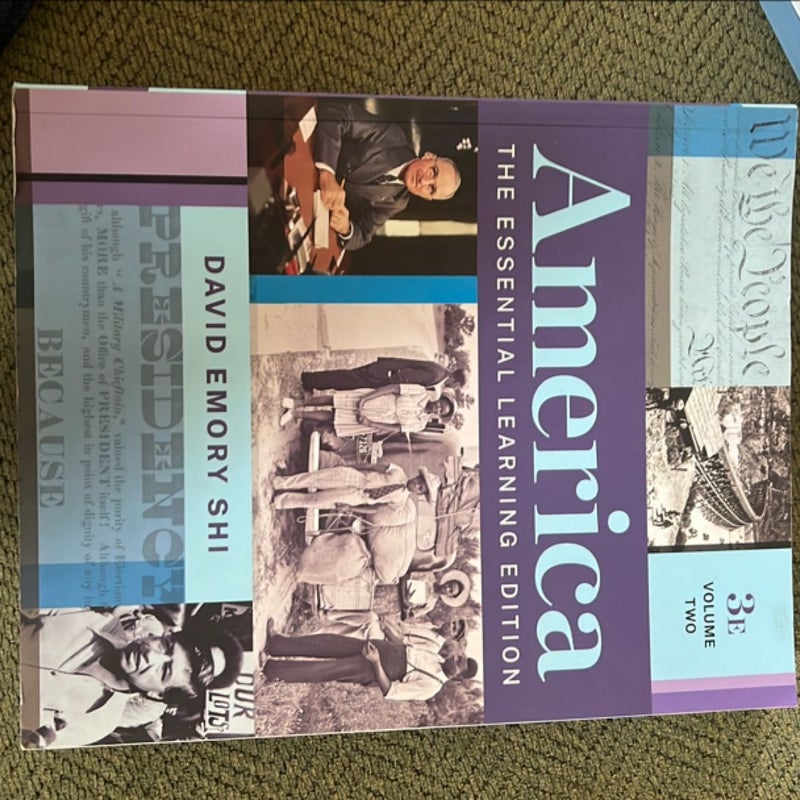 We the People
3E
VOLUME
TWO
America
THE ESSENTIAL LEARNING EDITION
7226
DAVID EMORY SHI
PRESIDENCY
although "A Military Chieftain," valued the purity of Elections
MORE than the Office of PRESIDENT itself! Although
gift of his countrymen, and the highest in point of dignity of any in
BECAUSE
OUR
LOTS